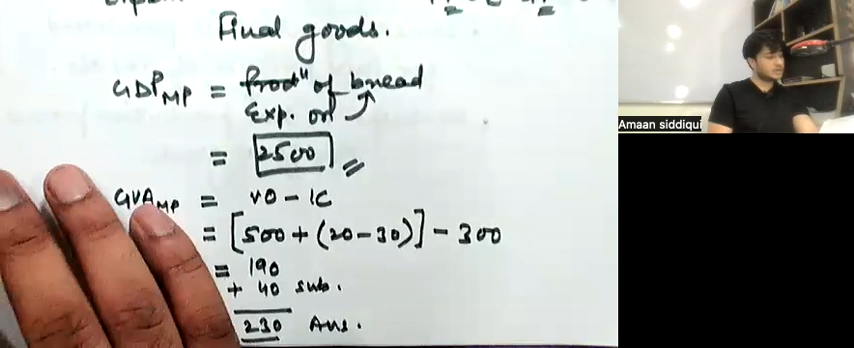 Final goods.
GDPMP = Prodⁿ of bread
Exp. on
= 2500
GVAMP = VO - IC
= [500 + (20 - 30)] - 300
= 190
+ 40 sub.
230 Ans.
Amaan siddiqui